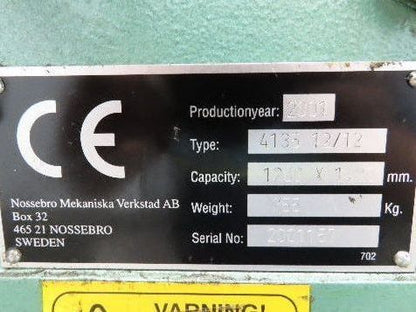 CE
Nossebro Mekaniska Verkstad AB
Box 32
465 21 NOSSEBRO
SWEDEN
Productionyear: 2001
Type: 4135 12/12
Capacity: X mm.
Weight: Kg.
Serial No:
702
VARNING!